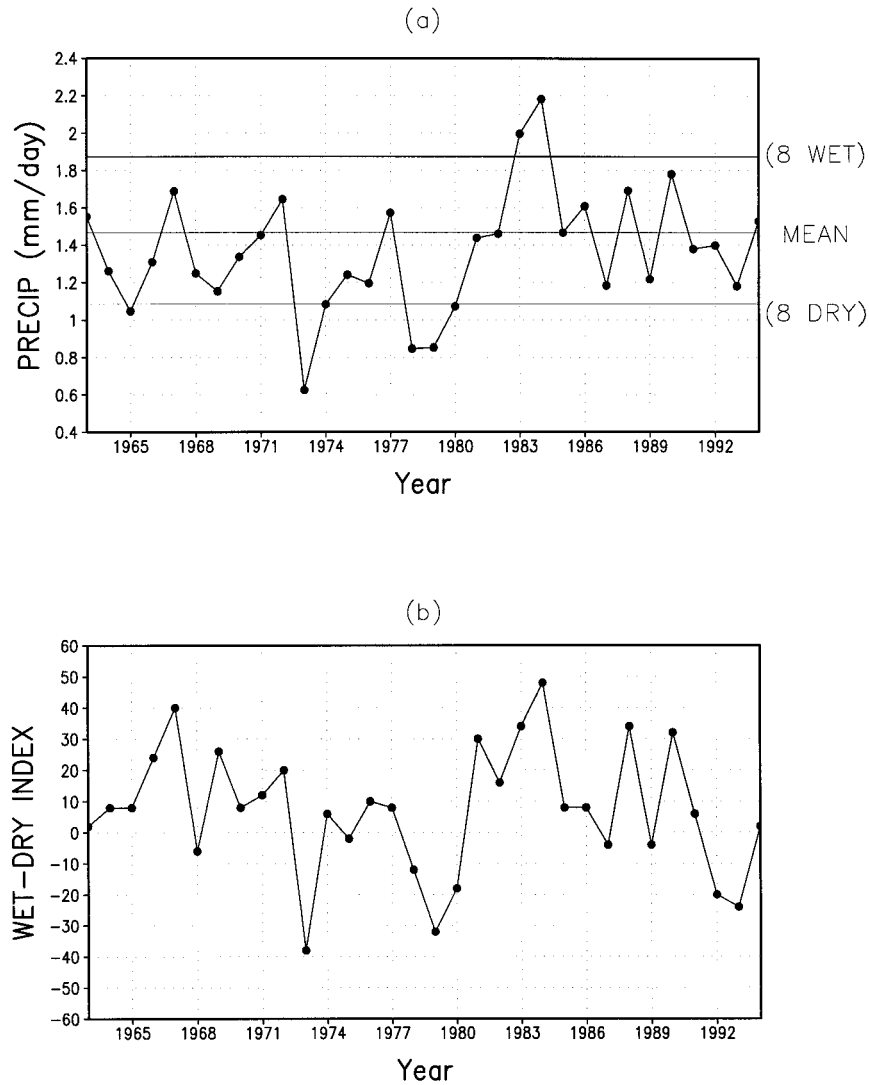 (a)
PRECIP (mm/day)
2.4
2.2
2
1.8
1.6
1.4
1.2
1
0.8
0.6
0.4
(8 WET)
MEAN
(8 DRY)
1965 1968 1971 1974 1977 1980 1983 1986 1989 1992
Year
(b)
WET-DRY INDEX
60
50
40
30
20
10
0
-10
-20
-30
-40
-50
-60
1965 1968 1971 1974 1977 1980 1983 1986 1989 1992
Year